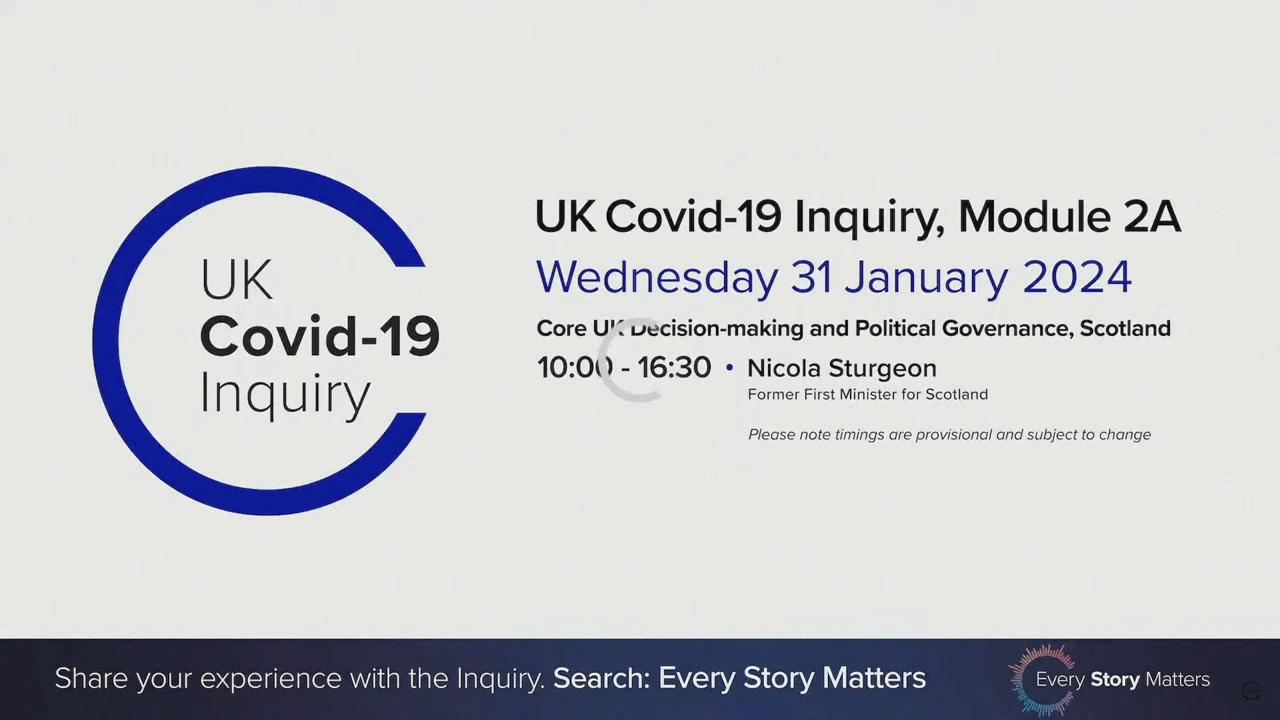 UK
Covid-19
Inquiry
UK Covid-19 Inquiry, Module 2A
Wednesday 31 January 2024
Core UK Decision-making and Political Governance, Scotland
10:00 - 16:30 • Nicola Sturgeon
Former First Minister for Scotland
Please note timings are provisional and subject to change
Share your experience with the Inquiry. Search: Every Story Matters
Every Story Matters